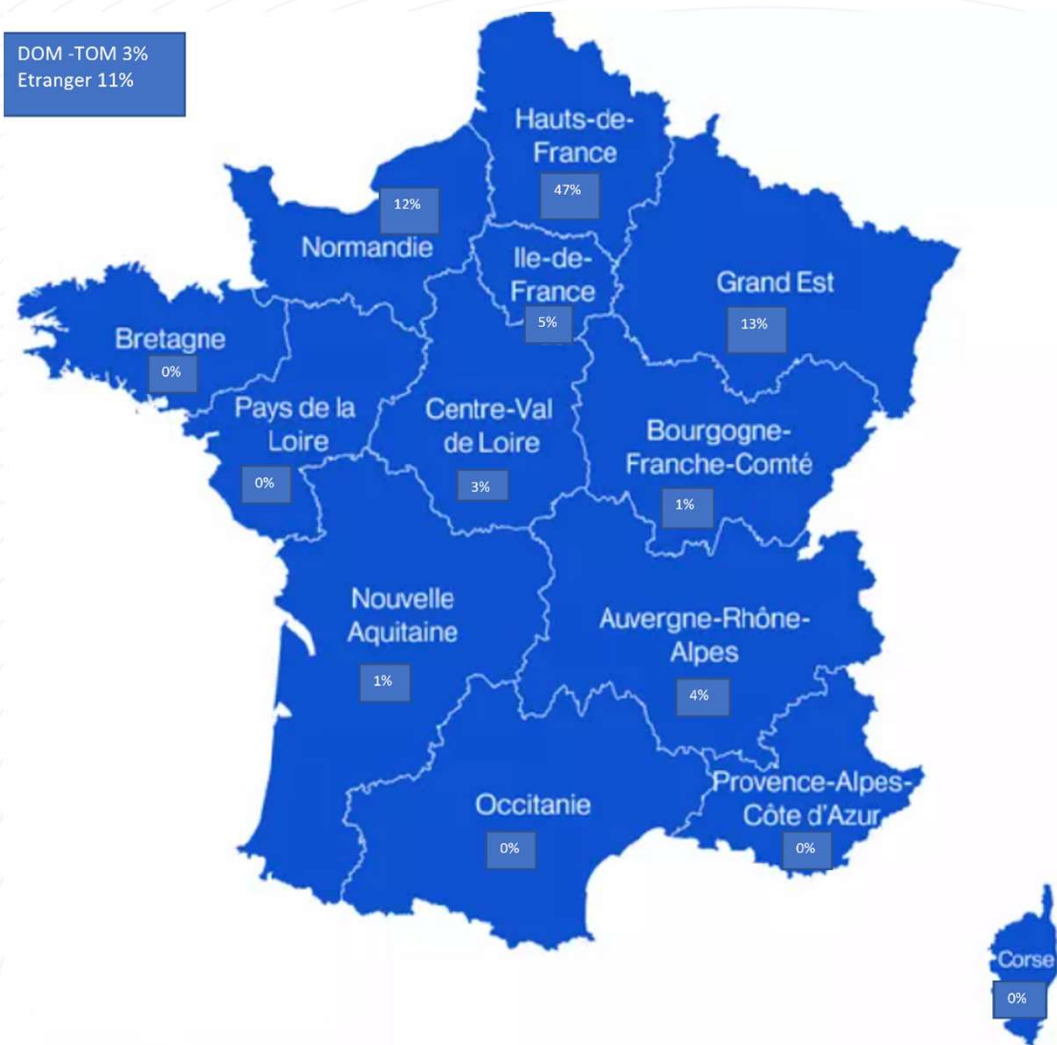 DOM -TOM 3%
Etranger 11%
Hauts-de-
France
47%
12%
Normandie
Ile-de-
France
5%
Grand Est
13%
Bretagne
0%
Pays de la
Loire
0%
Centre-Val
de Loire
3%
Bourgogne-
Franche-Comté
1%
Nouvelle
Aquitaine
1%
Auvergne-Rhône-
Alpes
4%
Occitanie
0%
Provence-Alpes-
Côte d'Azur
0%
Corse
0%